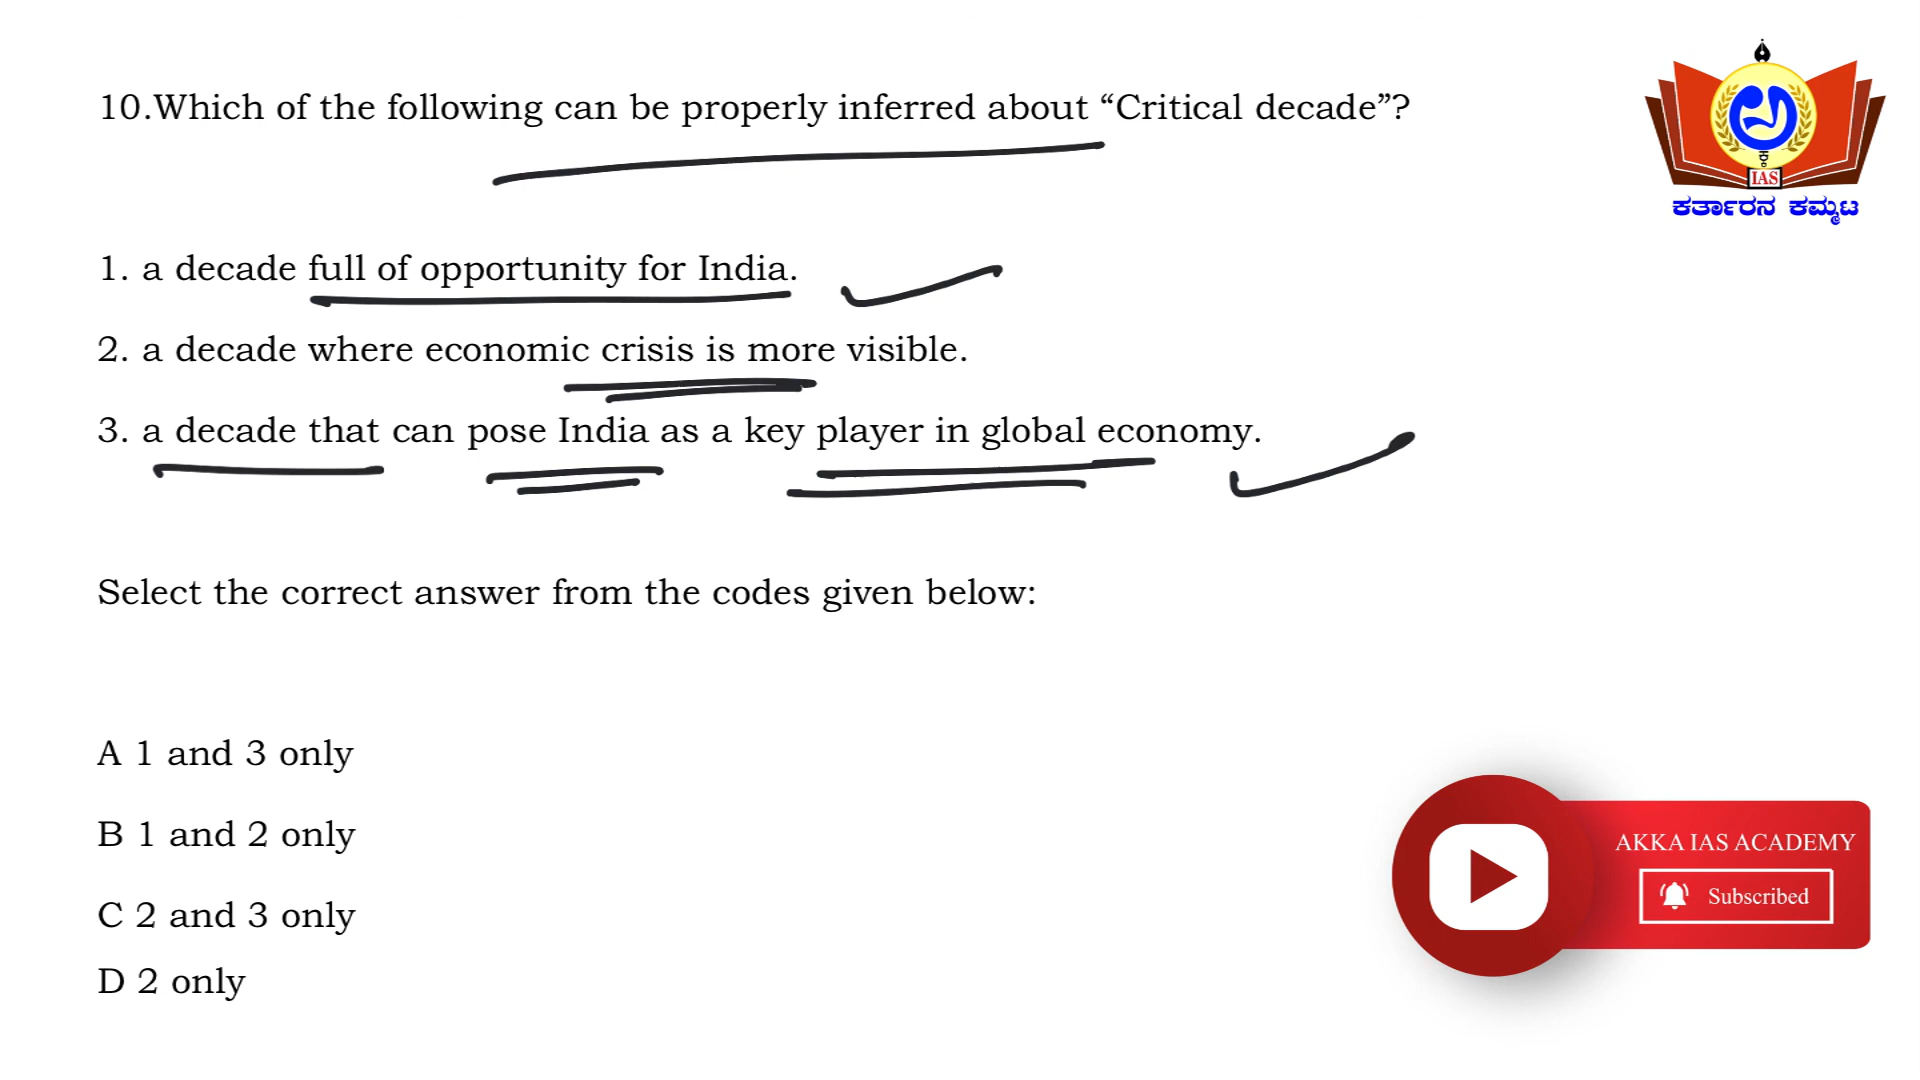 10.Which of the following can be properly inferred about “Critical decade”?
IAS
ಕರ್ತಾರನ ಕಮ್ಮಟ
1. a decade full of opportunity for India.
2. a decade where economic crisis is more visible.
3. a decade that can pose India as a key player in global economy.
Select the correct answer from the codes given below:
A 1 and 3 only
B 1 and 2 only
C 2 and 3 only
D 2 only
AKKA IAS ACADEMY
Subscribed